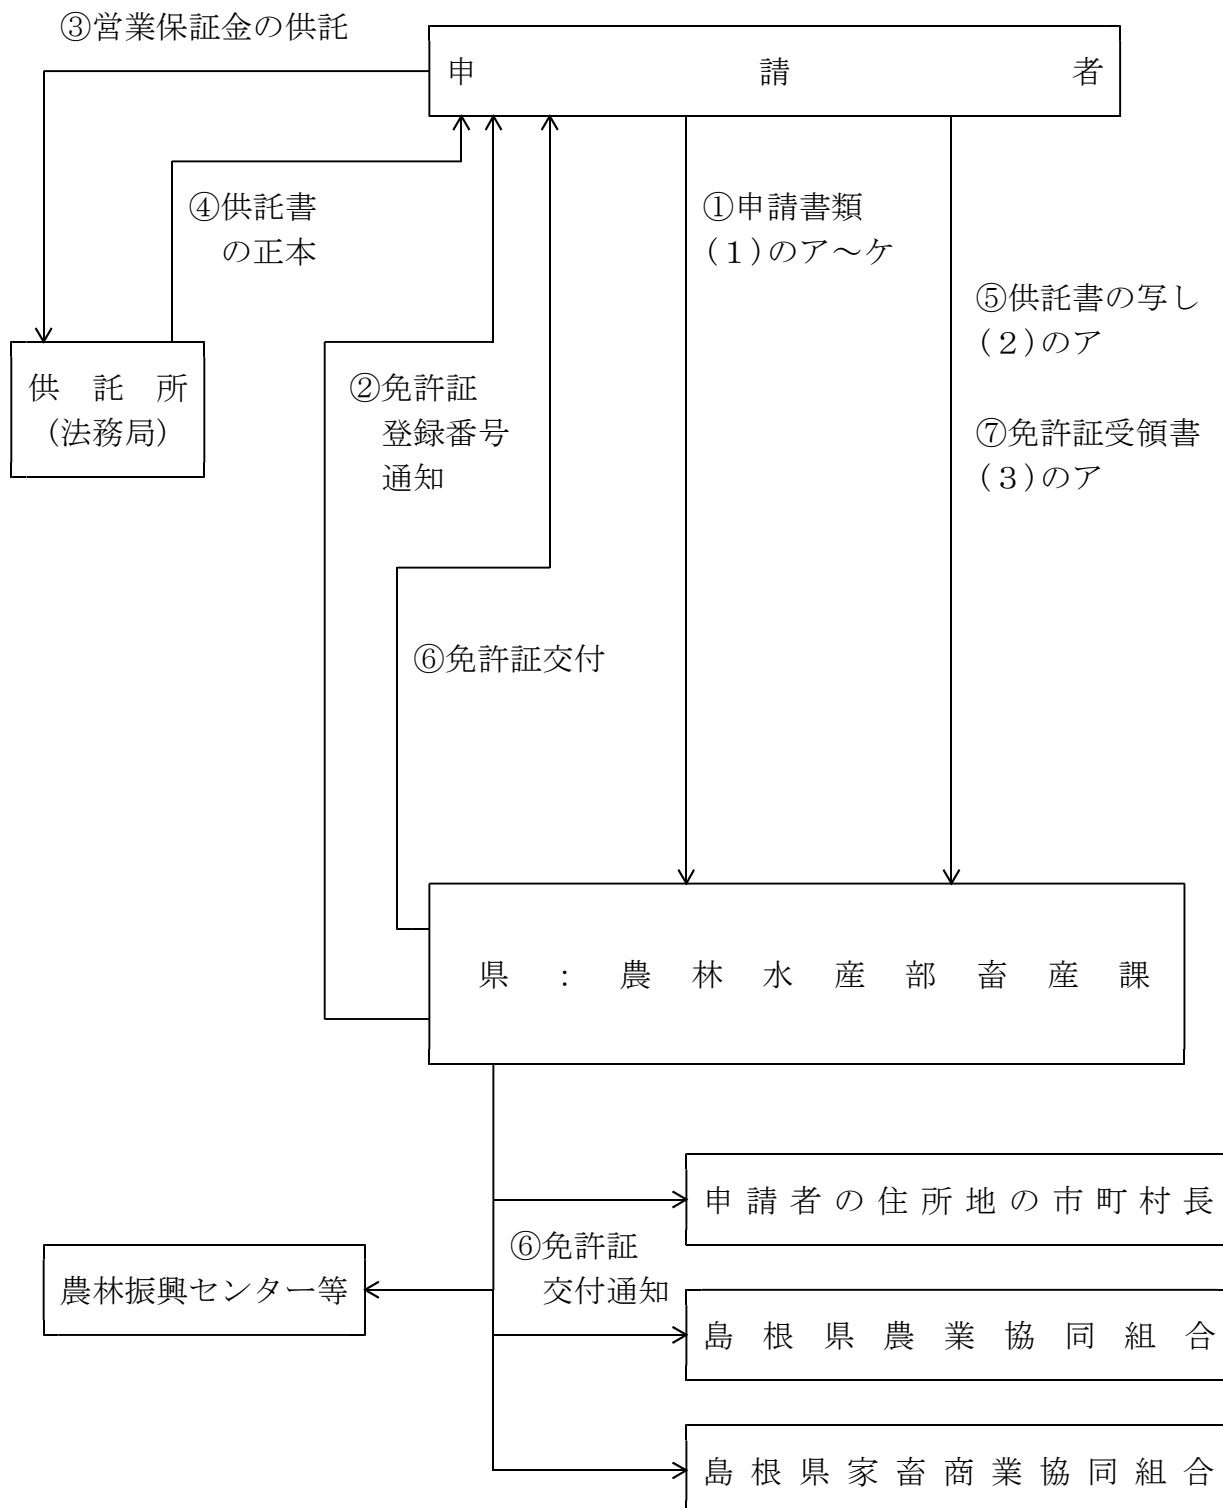 ③営業保証金の供託
申請者
④供託書
の正本
①申請書類
(1)のア～ケ
⑤供託書の写し
(2)のア
供託所
(法務局)
②免許証
登録番号
通知
⑦免許証受領書
(3)のア
⑥免許証交付
県:農林水産部畜産課
申請者の住所地の市町村長
⑥免許証
交付通知
農林振興センター等
島根県農業協同組合
島根県家畜商業協同組合